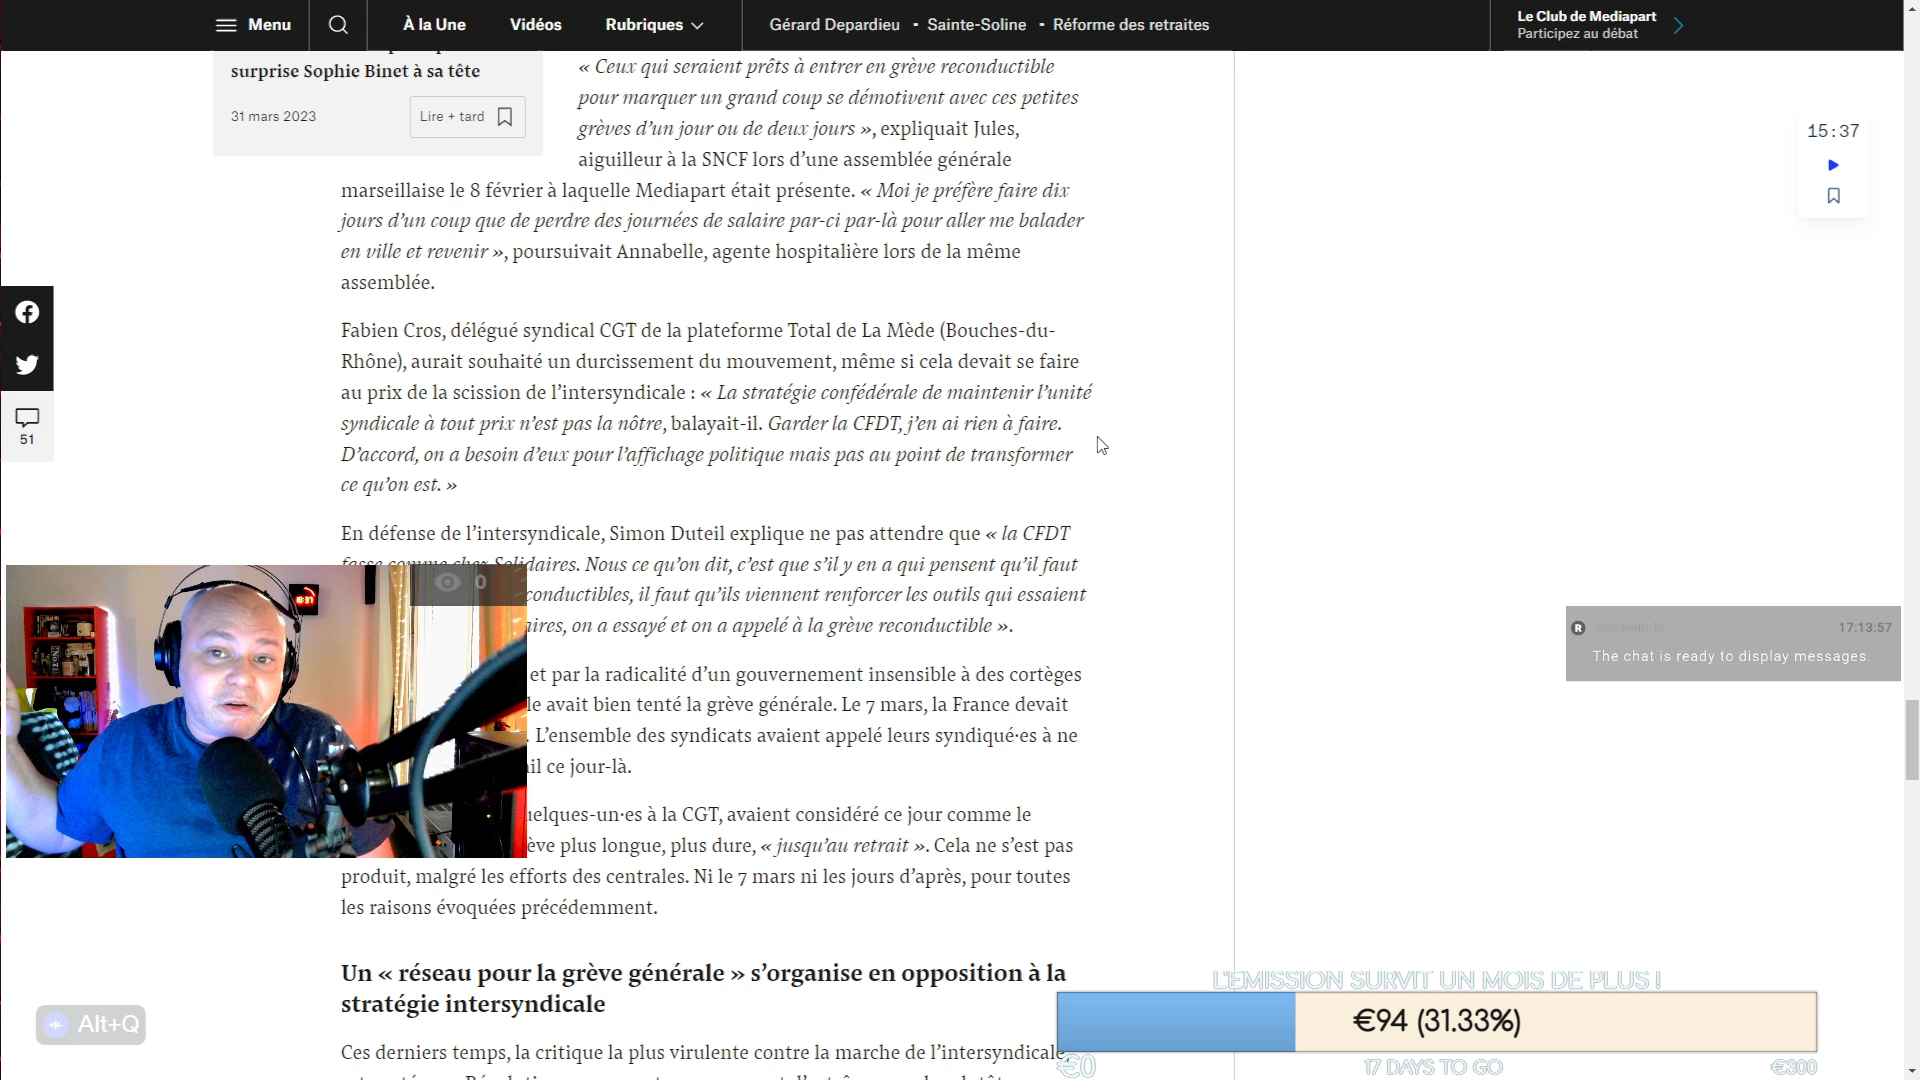 Menu
À la Une
Vidéos
Rubriques
Gérard Depardieu
Sainte-Soline
Réforme des retraites
Le Club de Mediapart
Participez au débat
surprise Sophie Binet à sa tête
31 mars 2023
Lire + tard
« Ceux qui seraient prêts à entrer en grève reconductible
pour marquer un grand coup se démotivent avec ces petites
grèves d’un jour ou de deux jours », expliquait Jules,
aiguilleur à la SNCF lors d’une assemblée générale
marseillaise le 8 février à laquelle Mediapart était présente. « Moi je préfère faire dix
jours d’un coup que de perdre des journées de salaire par-ci par-là pour aller me balader
en ville et revenir », poursuivait Annabelle, agente hospitalière lors de la même
assemblée.
15:37
51
Fabien Cros, délégué syndical CGT de la plateforme Total de La Mède (Bouches-du-
Rhône), aurait souhaité un durcissement du mouvement, même si cela devait se faire
au prix de la scission de l’intersyndicale : « La stratégie confédérale de maintenir l’unité
syndicale à tout prix n’est pas la nôtre, balayait-il. Garder la CFDT, j’en ai rien à faire.
D’accord, on a besoin d’eux pour l’affichage politique mais pas au point de transformer
ce qu’on est. »
En défense de l’intersyndicale, Simon Duteil explique ne pas attendre que « la CFDT
fasse comme chez Solidaires. Nous ce qu’on dit, c’est que s’il y en a qui pensent qu’il faut
conductibles, il faut qu’ils viennent renforcer les outils qui essaient
aires, on a essayé et on a appelé à la grève reconductible ».
et par la radicalité d’un gouvernement insensible à des cortèges
le avait bien tenté la grève générale. Le 7 mars, la France devait
. L’ensemble des syndicats avaient appelé leurs syndiqué·es à ne
il ce jour-là.
uelques-un·es à la CGT, avaient considéré ce jour comme le
ève plus longue, plus dure, « jusqu’au retrait ». Cela ne s’est pas
produit, malgré les efforts des centrales. Ni le 7 mars ni les jours d’après, pour toutes
les raisons évoquées précédemment.
0
R
17:13:57
The chat is ready to display messages.
Un « réseau pour la grève générale » s’organise en opposition à la
stratégie intersyndicale
Ces derniers temps, la critique la plus virulente contre la marche de l’intersyndicale,
Alt+Q
L'EMISSION SURVIT UN MOIS DE PLUS !
€94 (31.33%)
€0
17 DAYS TO GO
€300